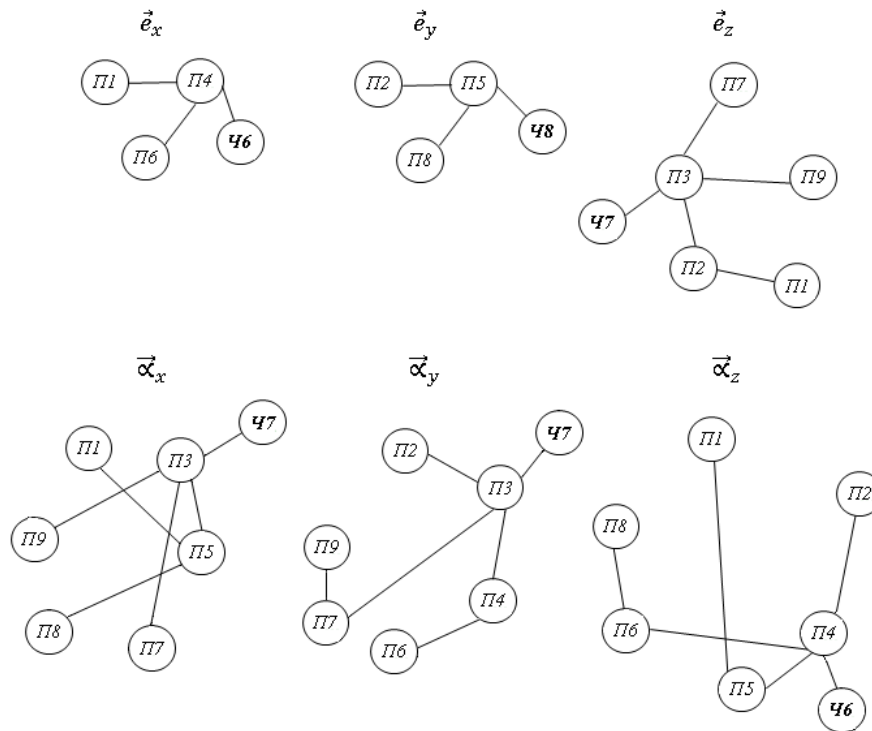 e⃗x e⃗y e⃗z
П1 П4 П6 Ч6
П2 П5 П8 Ч8
П7 П3 П9 Ч7 П2 П1
α⃗x α⃗y α⃗z
П1 П3 Ч7 П9 П5 П8 П7
П2 Ч7 П3 П9 П7 П4 П6
П1 П2 П8 П6 П4 П5 Ч6